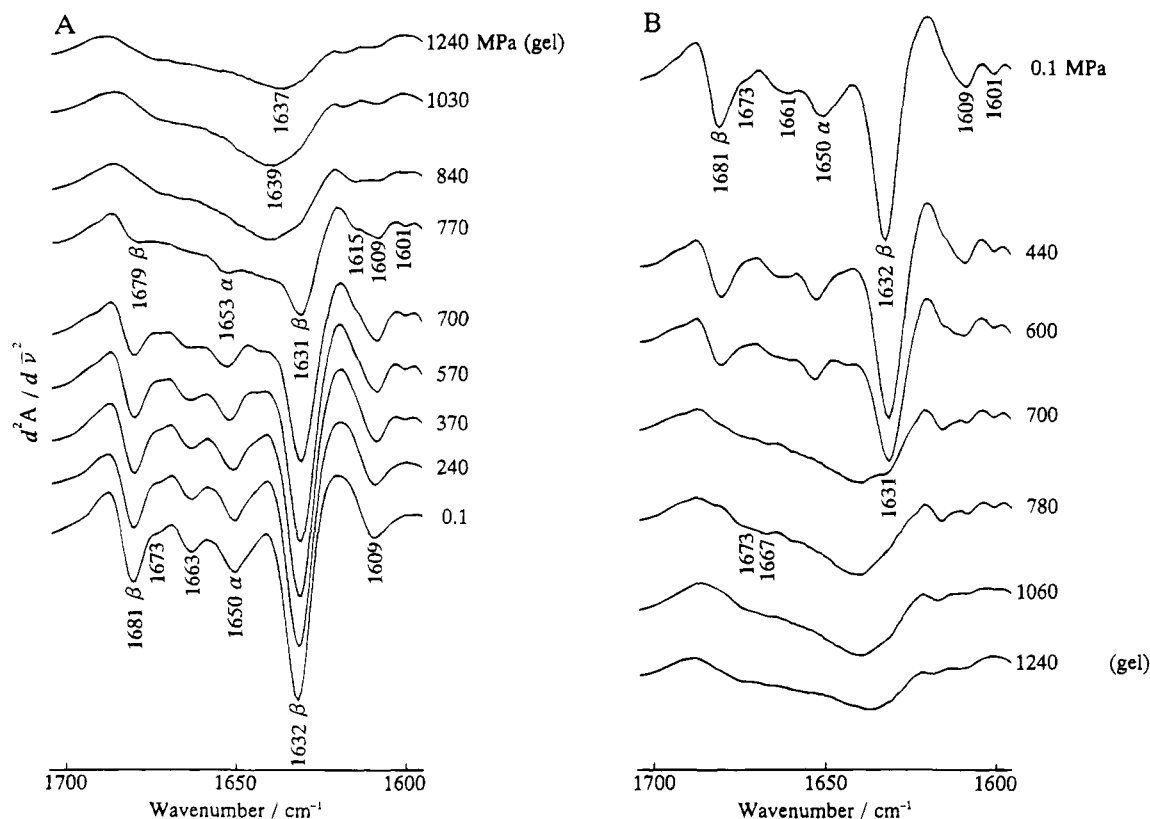 A
1240 MPa (gel)
1637
1030
1639
840
770
1679 β
1653 α
1631 β
1615
1609
1601
700
570
370
240
0.1
1681 β
1673
1663
1650 α
1632 β
1609
d²A / dν̄²
1700
1650
1600
Wavenumber / cm⁻¹
B
0.1 MPa
1681 β
1673
1661
1650 α
1632 β
1609
1601
440
600
700
1631
780
1673
1667
1060
1240 (gel)
1700
1650
1600
Wavenumber / cm⁻¹